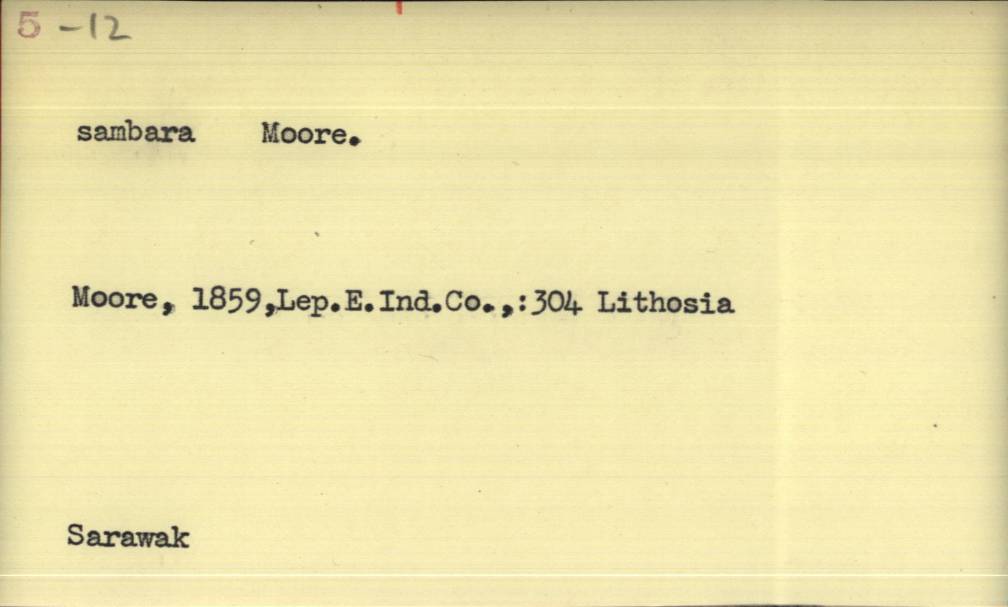 5 -12
sambara Moore.
Moore, 1859,Lep.E.Ind.Co.,:304 Lithosia
Sarawak